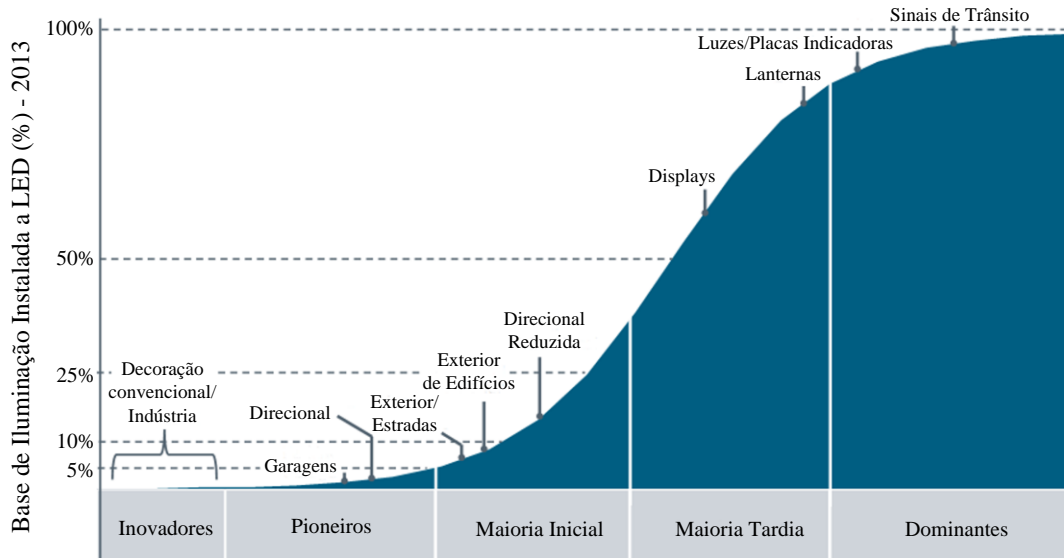 Base de Iluminação Instalada a LED (%) - 2013
100%
50%
25%
10%
5%
Sinais de Trânsito
Luzes/Placas Indicadoras
Lanternas
Displays
Direcional
Reduzida
Exterior
de Edifícios
Exterior/
Estradas
Direcional
Garagens
Decoração
convencional/
Indústria
Inovadores
Pioneiros
Maioria Inicial
Maioria Tardia
Dominantes